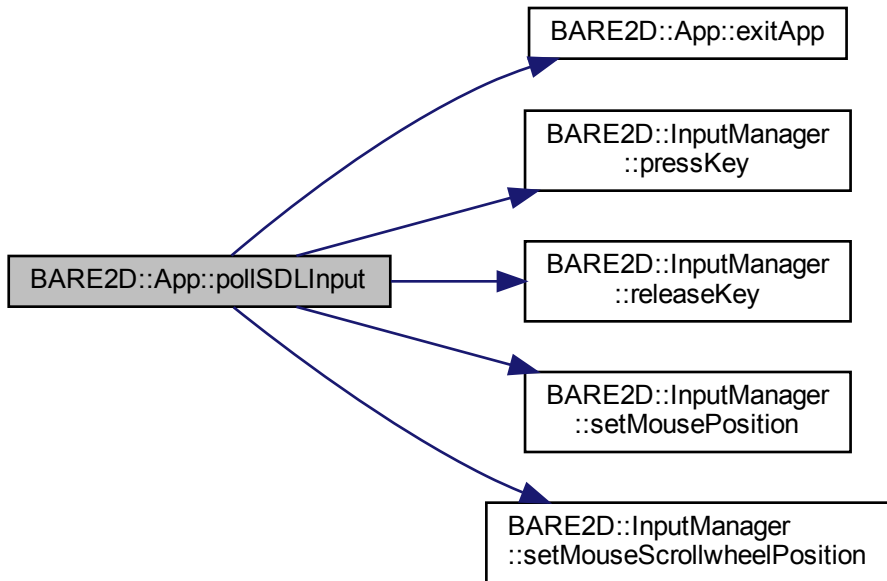 BARE2D::App::exitApp
BARE2D::InputManager
::pressKey
BARE2D::App::pollSDLInput
BARE2D::InputManager
::releaseKey
BARE2D::InputManager
::setMousePosition
BARE2D::InputManager
::setMouseScrollwheelPosition